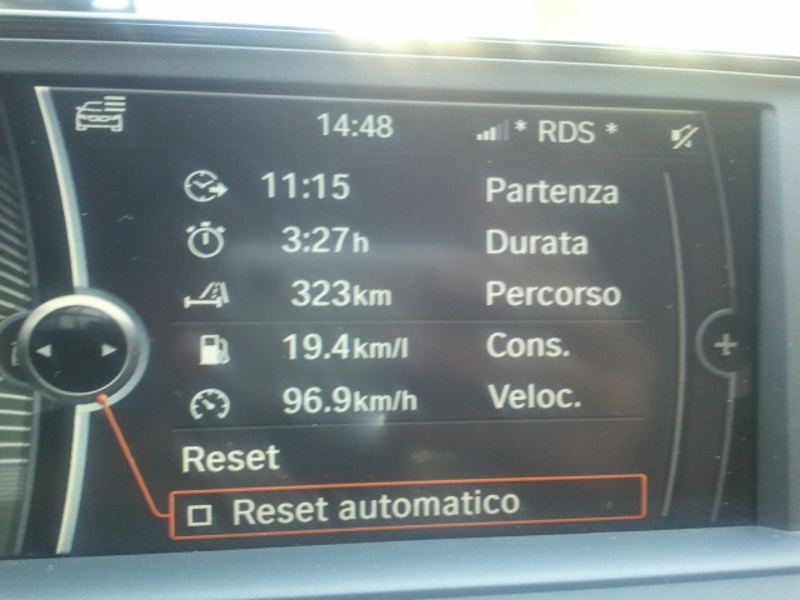 14:48 * RDS *
11:15 Partenza
3:27h Durata
323km Percorso
19.4km/l Cons.
96.9km/h Veloc.
Reset
Reset automatico